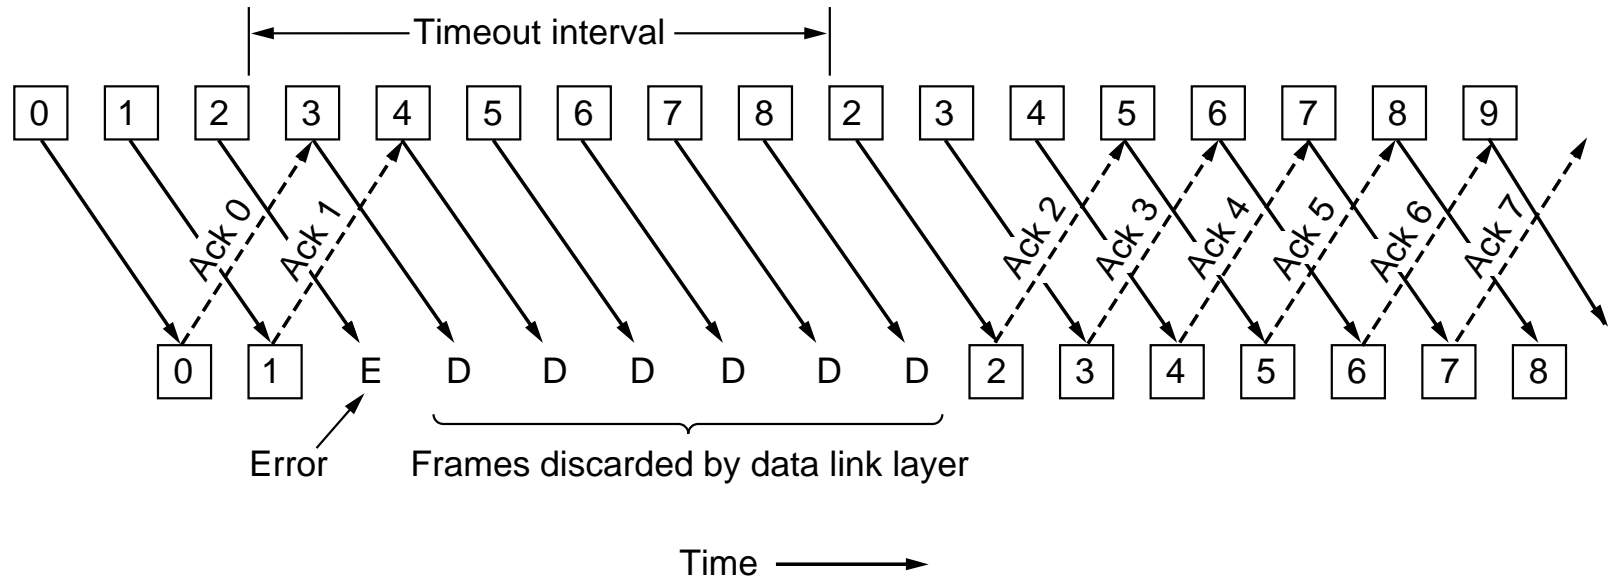 Timeout interval
0 1 2 3 4 5 6 7 8 2 3 4 5 6 7 8 9
Ack 0 Ack 1 Ack 2 Ack 3 Ack 4 Ack 5 Ack 6 Ack 7
0 1 E D D D D D D 2 3 4 5 6 7 8
Error Frames discarded by data link layer
Time